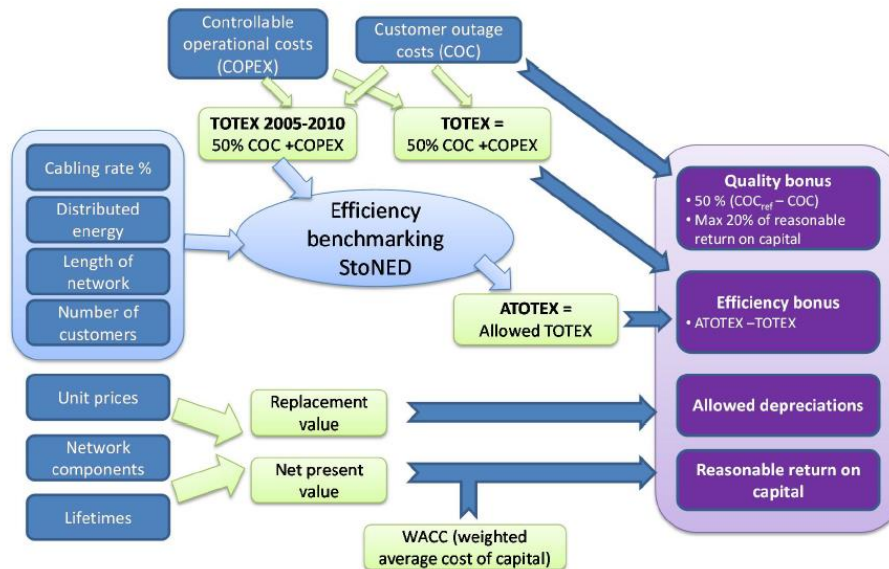 Controllable
operational costs
(COPEX)
Customer outage
costs (COC)
TOTEX 2005-2010
50% COC +COPEX
TOTEX =
50% COC +COPEX
Cabling rate %
Distributed
energy
Length of
network
Number of
customers
Efficiency
benchmarking
StoNED
ATOTEX =
Allowed TOTEX
Quality bonus
• 50 % (COCref – COC)
• Max 20% of reasonable
return on capital
Efficiency bonus
• ATOTEX –TOTEX
Unit prices
Network
components
Lifetimes
Replacement
value
Net present
value
WACC (weighted
average cost of capital)
Allowed depreciations
Reasonable return on
capital